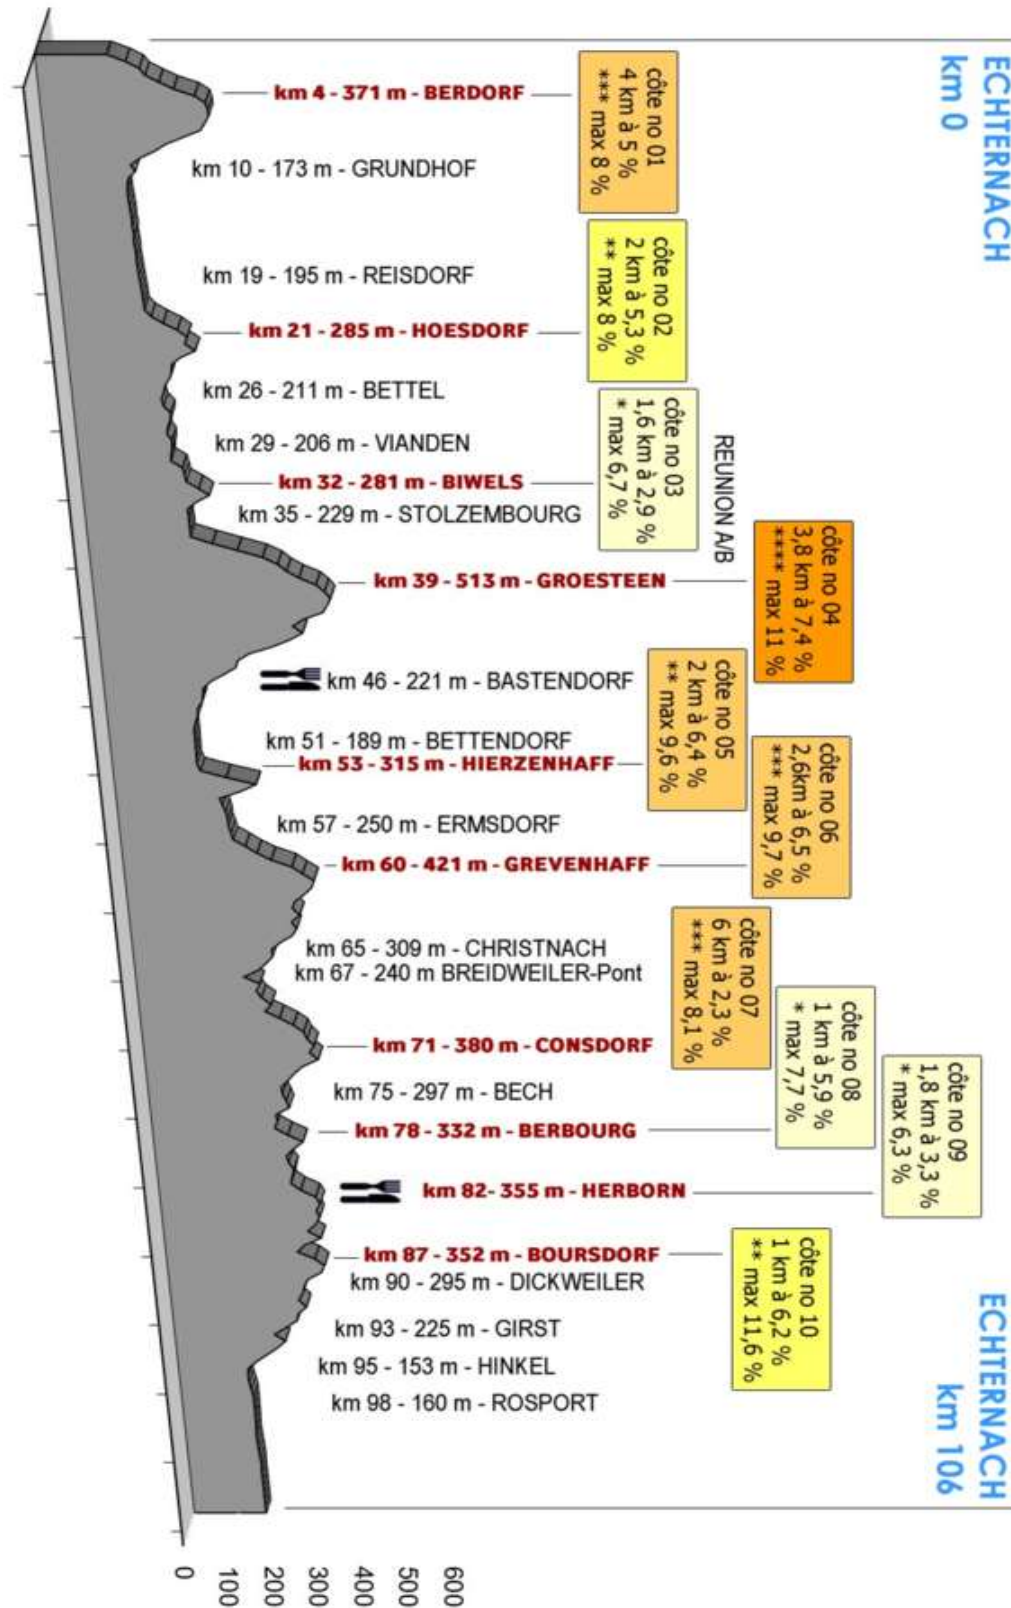 ECHTERNACH
km 0
côte no 01
4 km à 5 %
*** max 8 %
km 4 - 371 m - BERDORF
km 10 - 173 m - GRUNDHOF
côte no 02
2 km à 5,3 %
** max 8 %
km 19 - 195 m - REISDORF
km 21 - 285 m - HOESDORF
km 26 - 211 m - BETTEL
côte no 03
1,6 km à 2,9 %
* max 6,7 %
km 29 - 206 m - VIANDEN
km 32 - 281 m - BIWELS
REUNION A/B
km 35 - 229 m - STOLZEMBOURG
côte no 04
3,8 km à 7,4 %
**** max 11 %
km 39 - 513 m - GROESTEEN
km 46 - 221 m - BASTENDORF
côte no 05
2 km à 6,4 %
** max 9,6 %
km 51 - 189 m - BETTENDORF
km 53 - 315 m - HIERZENHAFF
côte no 06
2,6km à 6,5 %
*** max 9,7 %
km 57 - 250 m - ERMSDORF
km 60 - 421 m - GREVENHAFF
côte no 07
6 km à 2,3 %
*** max 8,1 %
km 65 - 309 m - CHRISTNACH
km 67 - 240 m BREIDWEILER-Pont
km 71 - 380 m - CONSDORF
côte no 08
1 km à 5,9 %
* max 7,7 %
km 75 - 297 m - BECH
km 78 - 332 m - BERBOURG
côte no 09
1,8 km à 3,3 %
* max 6,3 %
km 82- 355 m - HERBORN
côte no 10
1 km à 6,2 %
** max 11,6 %
km 87 - 352 m - BOURSDORF
km 90 - 295 m - DICKWEILER
km 93 - 225 m - GIRST
km 95 - 153 m - HINKEL
km 98 - 160 m - ROSPORT
ECHTERNACH
km 106
600
500
400
300
200
100
0